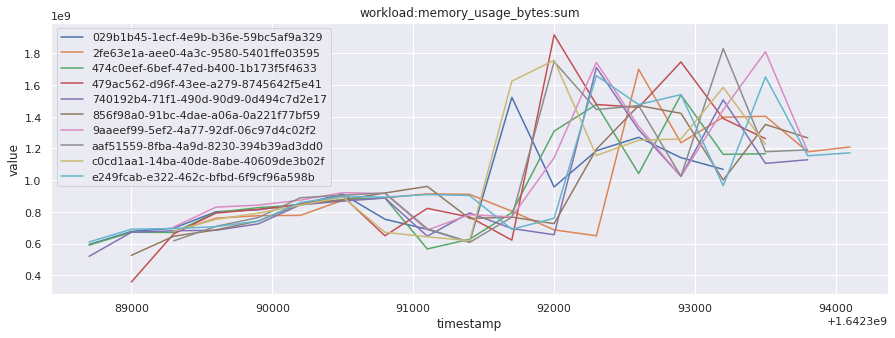 workload:memory_usage_bytes:sum
1e9
029b1b45-1ecf-4e9b-b36e-59bc5af9a329
2fe63e1a-aee0-4a3c-9580-5401ffe03595
474c0eef-6bef-47ed-b400-1b173f5f4633
479ac562-d96f-43ee-a279-8745642f5e41
740192b4-71f1-490d-90d9-0d494c7d2e17
856f98a0-91bc-4dae-a06a-0a221f77bf59
9aaeef99-5ef2-4a77-92df-06c97d4c02f2
aaf51559-8fba-4a9d-8230-394b39ad3dd0
c0cd1aa1-14ba-40de-8abe-40609de3b02f
e249fcab-e322-462c-bfbd-6f9cf96a598b
1.8
1.6
1.4
1.2
1.0
0.8
0.6
0.4
value
89000 90000 91000 92000 93000 94000
timestamp
+1.6423e9